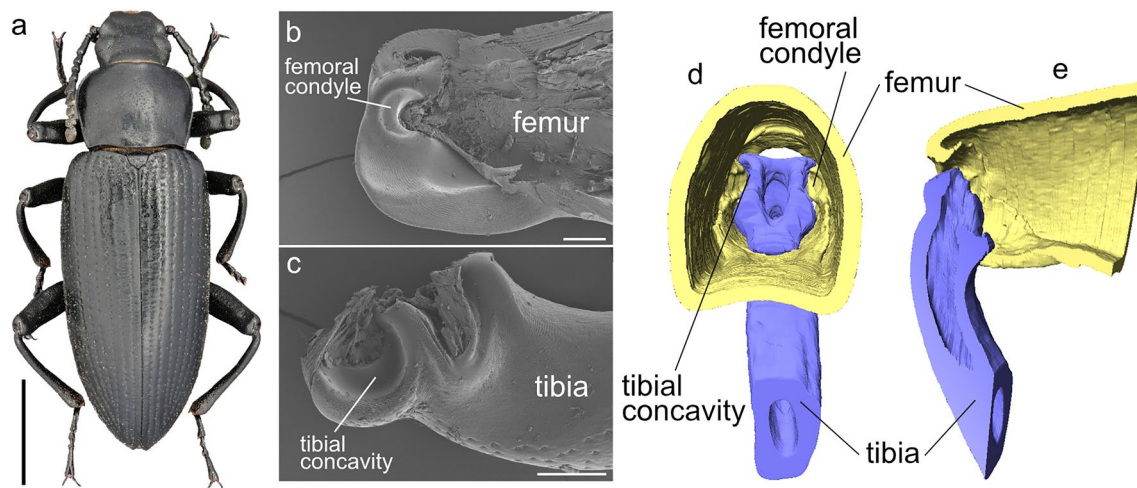 a
b
femoral
condyle
femur
c
tibia
tibial
concavity
d
femoral
condyle
femur
e
tibial
concavity
tibia